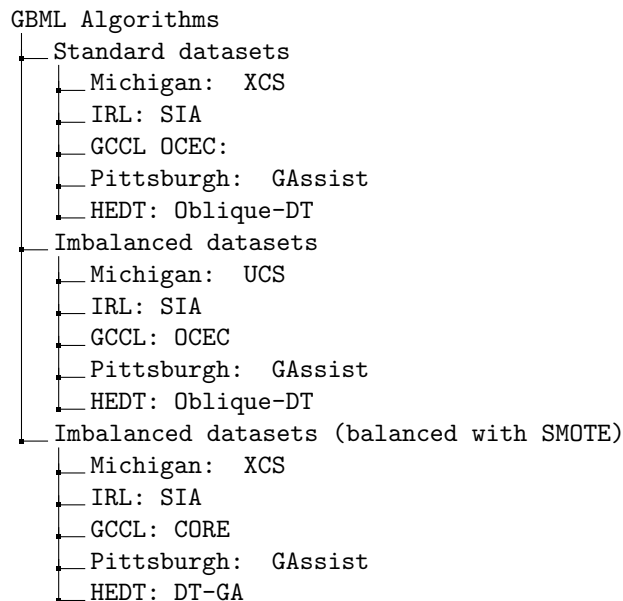 GBML Algorithms
Standard datasets
Michigan: XCS
IRL: SIA
GCCL OCEC:
Pittsburgh: GAssist
HEDT: Oblique-DT
Imbalanced datasets
Michigan: UCS
IRL: SIA
GCCL: OCEC
Pittsburgh: GAssist
HEDT: Oblique-DT
Imbalanced datasets (balanced with SMOTE)
Michigan: XCS
IRL: SIA
GCCL: CORE
Pittsburgh: GAssist
HEDT: DT-GA